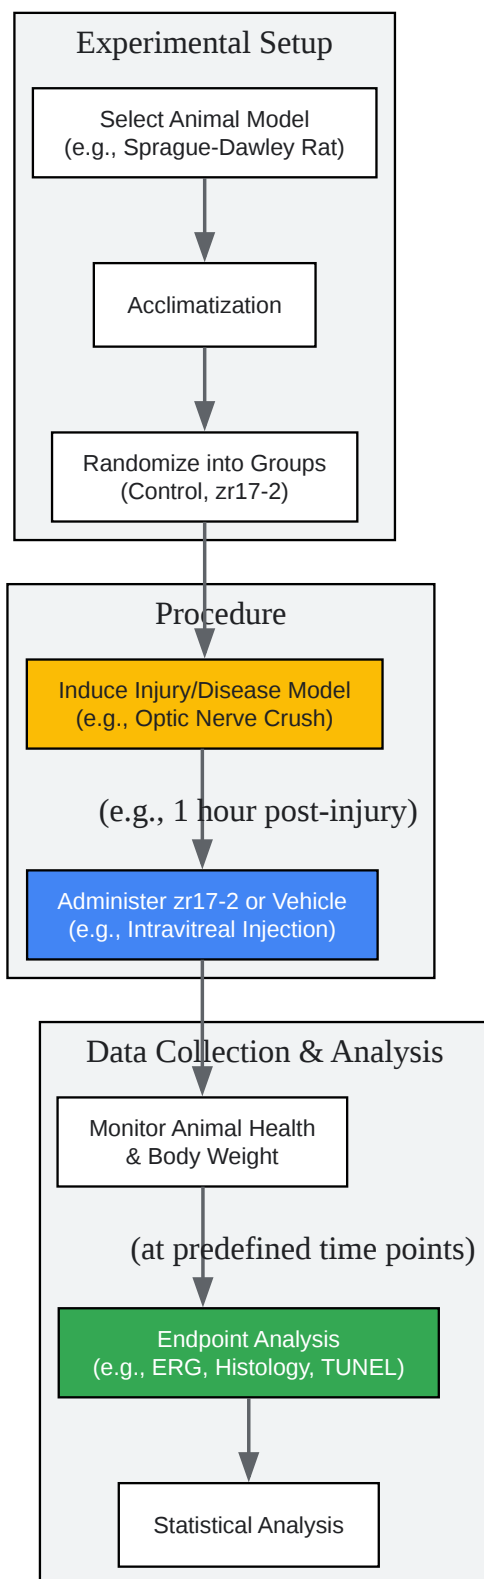 Experimental Setup
Select Animal Model
(e.g., Sprague-Dawley Rat)
Acclimatization
Randomize into Groups
(Control, zr17-2)
Procedure
Induce Injury/Disease Model
(e.g., Optic Nerve Crush)
(e.g., 1 hour post-injury)
Administer zr17-2 or Vehicle
(e.g., Intravitreal Injection)
Data Collection & Analysis
Monitor Animal Health
& Body Weight
(at predefined time points)
Endpoint Analysis
(e.g., ERG, Histology, TUNEL)
Statistical Analysis